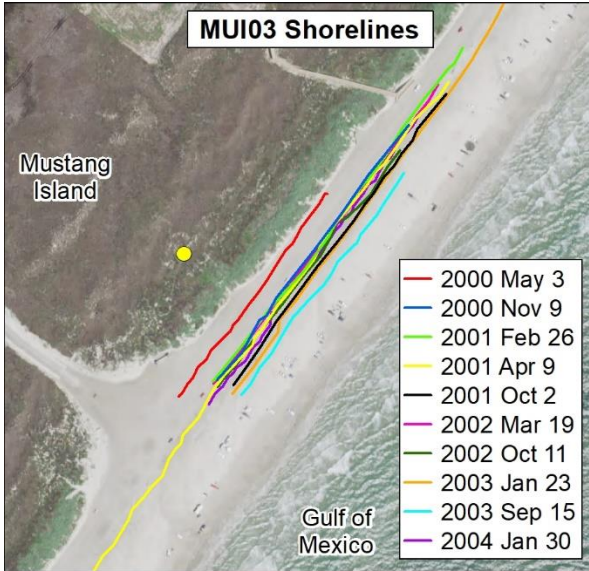 MUI03 Shorelines
Mustang
Island
2000 May 3
2000 Nov 9
2001 Feb 26
2001 Apr 9
2001 Oct 2
2002 Mar 19
2002 Oct 11
2003 Jan 23
2003 Sep 15
2004 Jan 30
Gulf of
Mexico